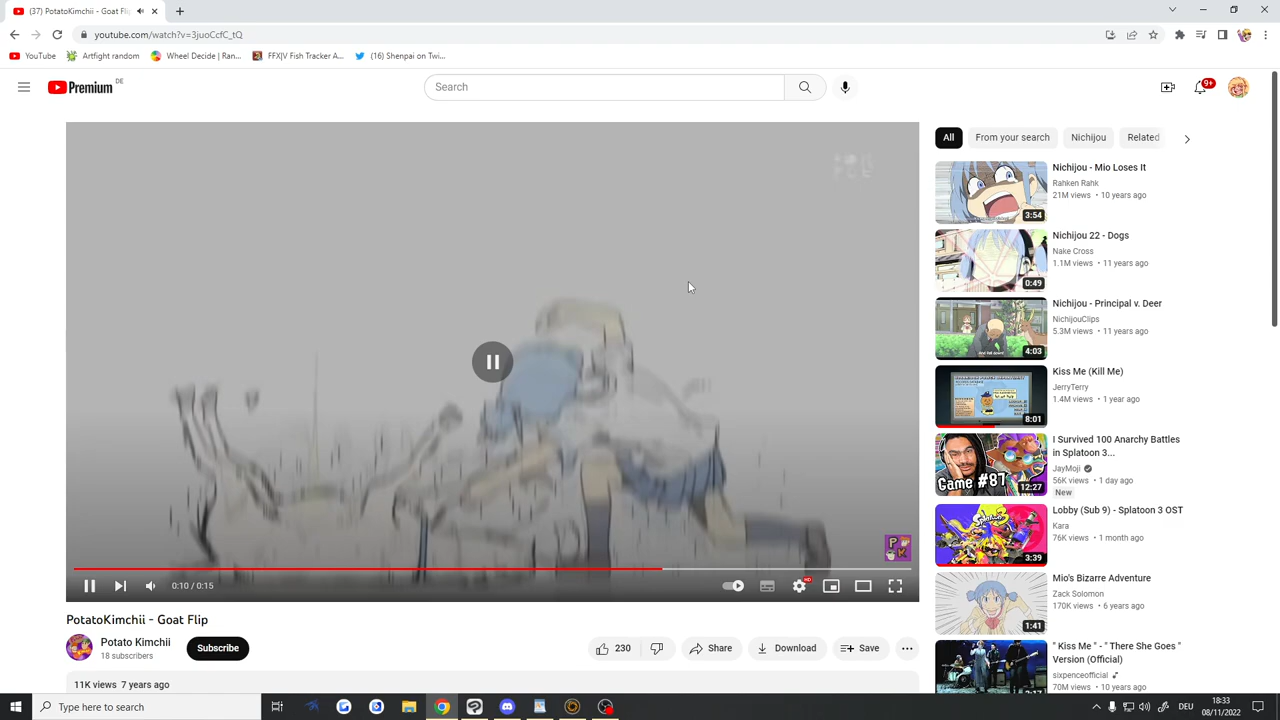 (37) PotatoKimchii - Goat Fli
youtube.com/watch?v=3juoCcfC_tQ
YouTube
Artfight random
Wheel Decide | Ran...
FFX|V Fish Tracker A...
(16) Shenpai on Twi...
Premium DE
Search
9+
All
From your search
Nichijou
Related
Nichijou - Mio Loses It
Rahken Rahk
21M views • 10 years ago
3:54
Nichijou 22 - Dogs
Nake Cross
1.1M views • 11 years ago
0:49
Nichijou - Principal v. Deer
NichijouClips
5.3M views • 11 years ago
4:03
Kiss Me (Kill Me)
JerryTerry
1.4M views • 1 year ago
8:01
I Survived 100 Anarchy Battles
in Splatoon 3...
JayMoji
56K views • 1 day ago
New
Game #87
12:27
Lobby (Sub 9) - Splatoon 3 OST
Kara
76K views • 1 month ago
3:39
Mio's Bizarre Adventure
Zack Solomon
170K views • 6 years ago
1:41
" Kiss Me " - " There She Goes "
Version (Official)
sixpenceofficial
70M views • 10 years ago
P
K
0:10 / 0:15
HD
PotatoKimchii - Goat Flip
Potato Kimchii
18 subscribers
Subscribe
230
Share
Download
Save
11K views 7 years ago
Type here to search
DEU
18:33
08/11/2022